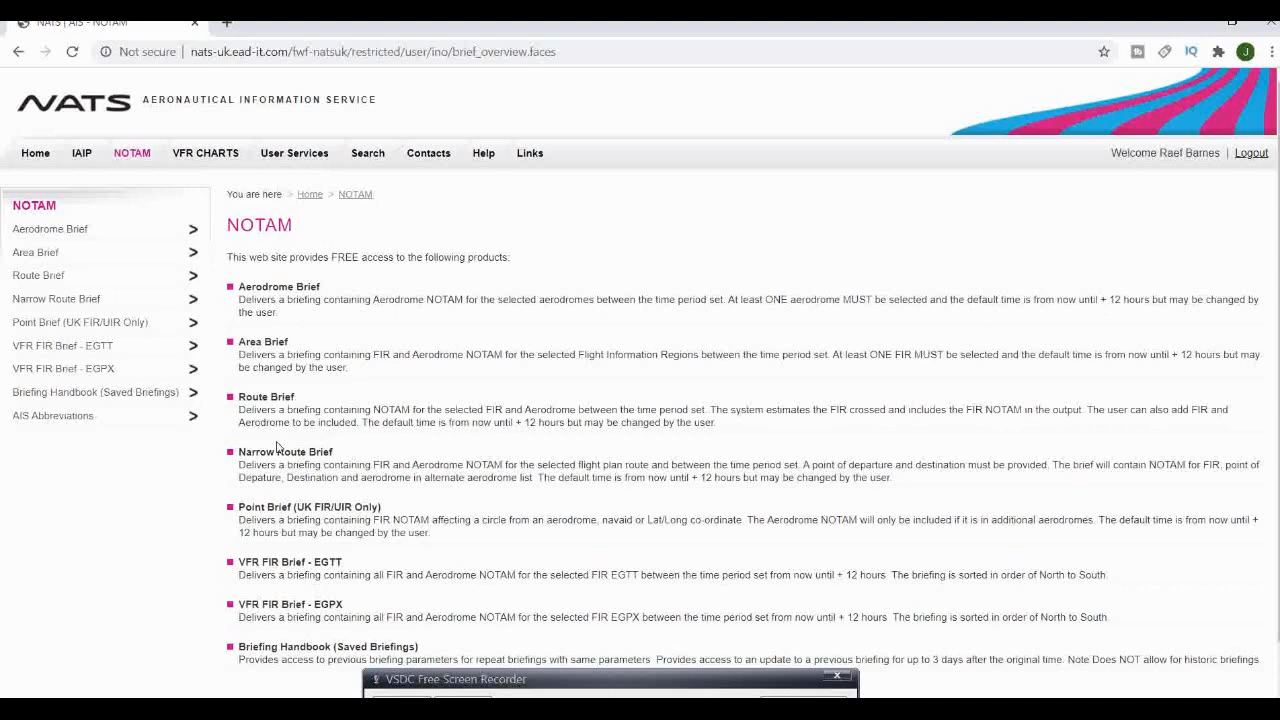 NATS | AIS - NOTAM
Not secure | nats-uk.ead-it.com/fwf-natsuk/restricted/user/ino/brief_overview.faces
IQ
J
NATS AERONAUTICAL INFORMATION SERVICE
Home IAIP NOTAM VFR CHARTS User Services Search Contacts Help Links
Welcome Raef Barnes | Logout
NOTAM
Aerodrome Brief >
Area Brief >
Route Brief >
Narrow Route Brief >
Point Brief (UK FIR/UIR Only) >
VFR FIR Brief - EGTT >
VFR FIR Brief - EGPX >
Briefing Handbook (Saved Briefings) >
AIS Abbreviations >
You are here > Home > NOTAM
NOTAM
This web site provides FREE access to the following products:
Aerodrome Brief
Delivers a briefing containing Aerodrome NOTAM for the selected aerodromes between the time period set. At least ONE aerodrome MUST be selected and the default time is from now until + 12 hours but may be changed by
the user.
Area Brief
Delivers a briefing containing FIR and Aerodrome NOTAM for the selected Flight Information Regions between the time period set. At least ONE FIR MUST be selected and the default time is from now until + 12 hours but may
be changed by the user.
Route Brief
Delivers a briefing containing NOTAM for the selected FIR and Aerodrome between the time period set. The system estimates the FIR crossed and includes the FIR NOTAM in the output. The user can also add FIR and
Aerodrome to be included. The default time is from now until + 12 hours but may be changed by the user.
Narrow Route Brief
Delivers a briefing containing FIR and Aerodrome NOTAM for the selected flight plan route and between the time period set. A point of departure and destination must be provided. The brief will contain NOTAM for FIR, point of
Depature, Destination and aerodrome in alternate aerodrome list. The default time is from now until + 12 hours but may be changed by the user.
Point Brief (UK FIR/UIR Only)
Delivers a briefing containing FIR NOTAM affecting a circle from an aerodrome, navaid or Lat/Long co-ordinate. The Aerodrome NOTAM will only be included if it is in additional aerodromes. The default time is from now until +
12 hours but may be changed by the user.
VFR FIR Brief - EGTT
Delivers a briefing containing all FIR and Aerodrome NOTAM for the selected FIR EGTT between the time period set from now until + 12 hours. The briefing is sorted in order of North to South.
VFR FIR Brief - EGPX
Delivers a briefing containing all FIR and Aerodrome NOTAM for the selected FIR EGPX between the time period set from now until + 12 hours. The briefing is sorted in order of North to South.
Briefing Handbook (Saved Briefings)
Provides access to previous briefing parameters for repeat briefings with same parameters. Provides access to an update to a previous briefing for up to 3 days after the original time. Note Does NOT allow for historic briefings
VSDC Free Screen Recorder